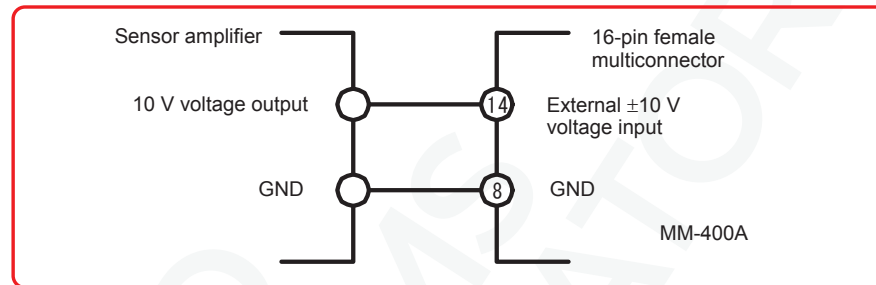 Sensor amplifier
16-pin female
multiconnector
10 V voltage output
14
External ±10 V
voltage input
GND
8
GND
MM-400A